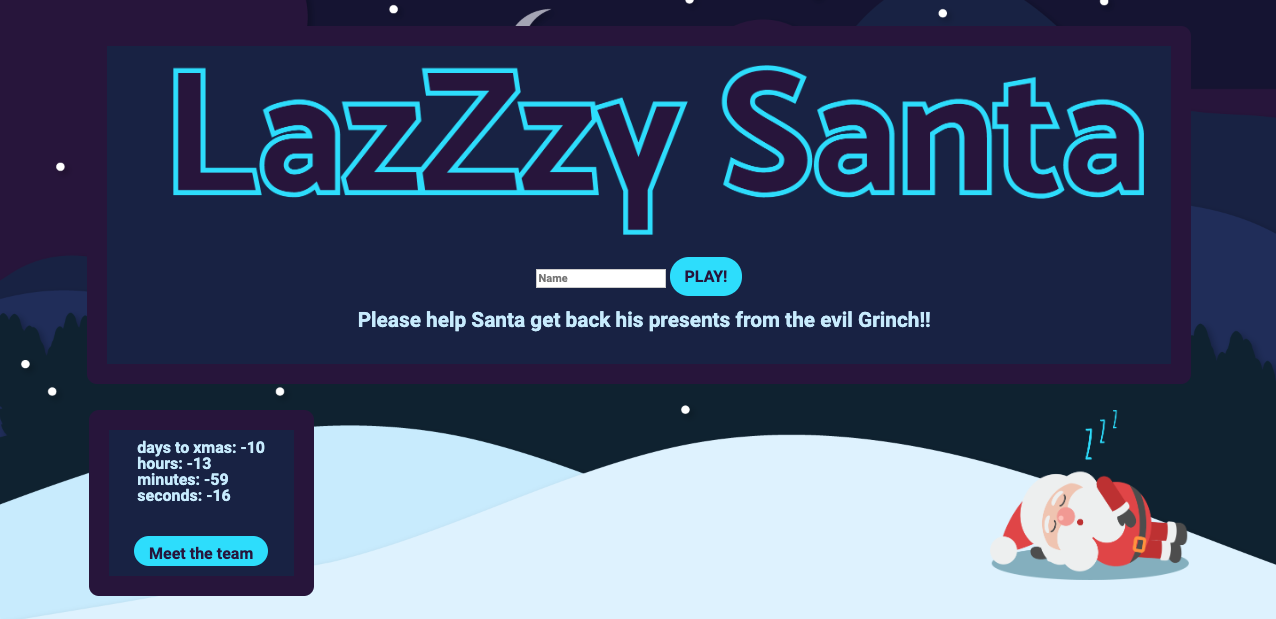 LazZzy Santa
Name
PLAY!
Please help Santa get back his presents from the evil Grinch!!
days to xmas: -10
hours: -13
minutes: -59
seconds: -16
Meet the team
z z z